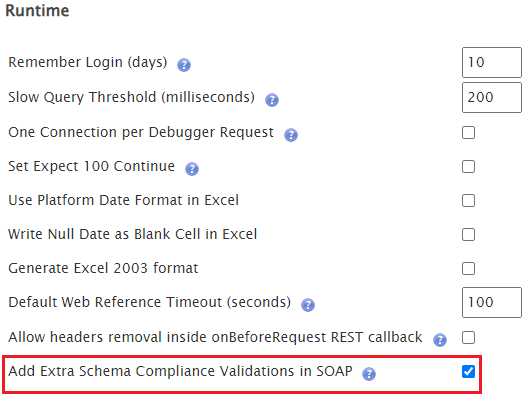 Runtime
Remember Login (days) ? 10
Slow Query Threshold (milliseconds) ? 200
One Connection per Debugger Request ?
Set Expect 100 Continue ?
Use Platform Date Format in Excel
Write Null Date as Blank Cell in Excel
Generate Excel 2003 format
Default Web Reference Timeout (seconds) ? 100
Allow headers removal inside onBeforeRequest REST callback ?
Add Extra Schema Compliance Validations in SOAP ?